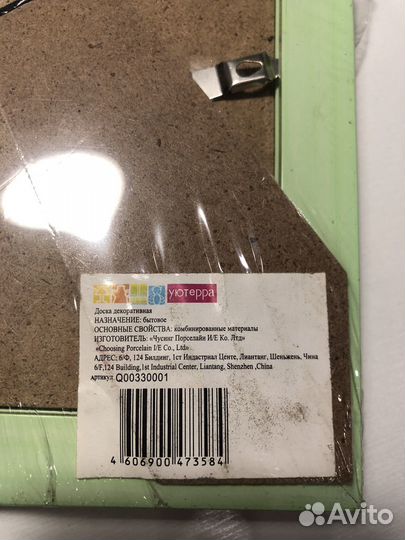 уютерра
Доска декоративная
НАЗНАЧЕНИЕ: бытовое
ОСНОВНЫЕ СВОЙСТВА: комбинированные материалы
ИЗГОТОВИТЕЛЬ: «Чусинг Порселайн И/Е Ко. Лтд»
«Choosing Porcelain I/E Co., Ltd»
АДРЕС: 6/Ф, 124 Билдинг, 1ст Индастриал Центе, Лиантанг, Шеньжень, Чина
6/F,124 Building,1st Industrial Center, Liantang, Shenzhen ,China
артикул Q00330001
4 606900 473584
Avito